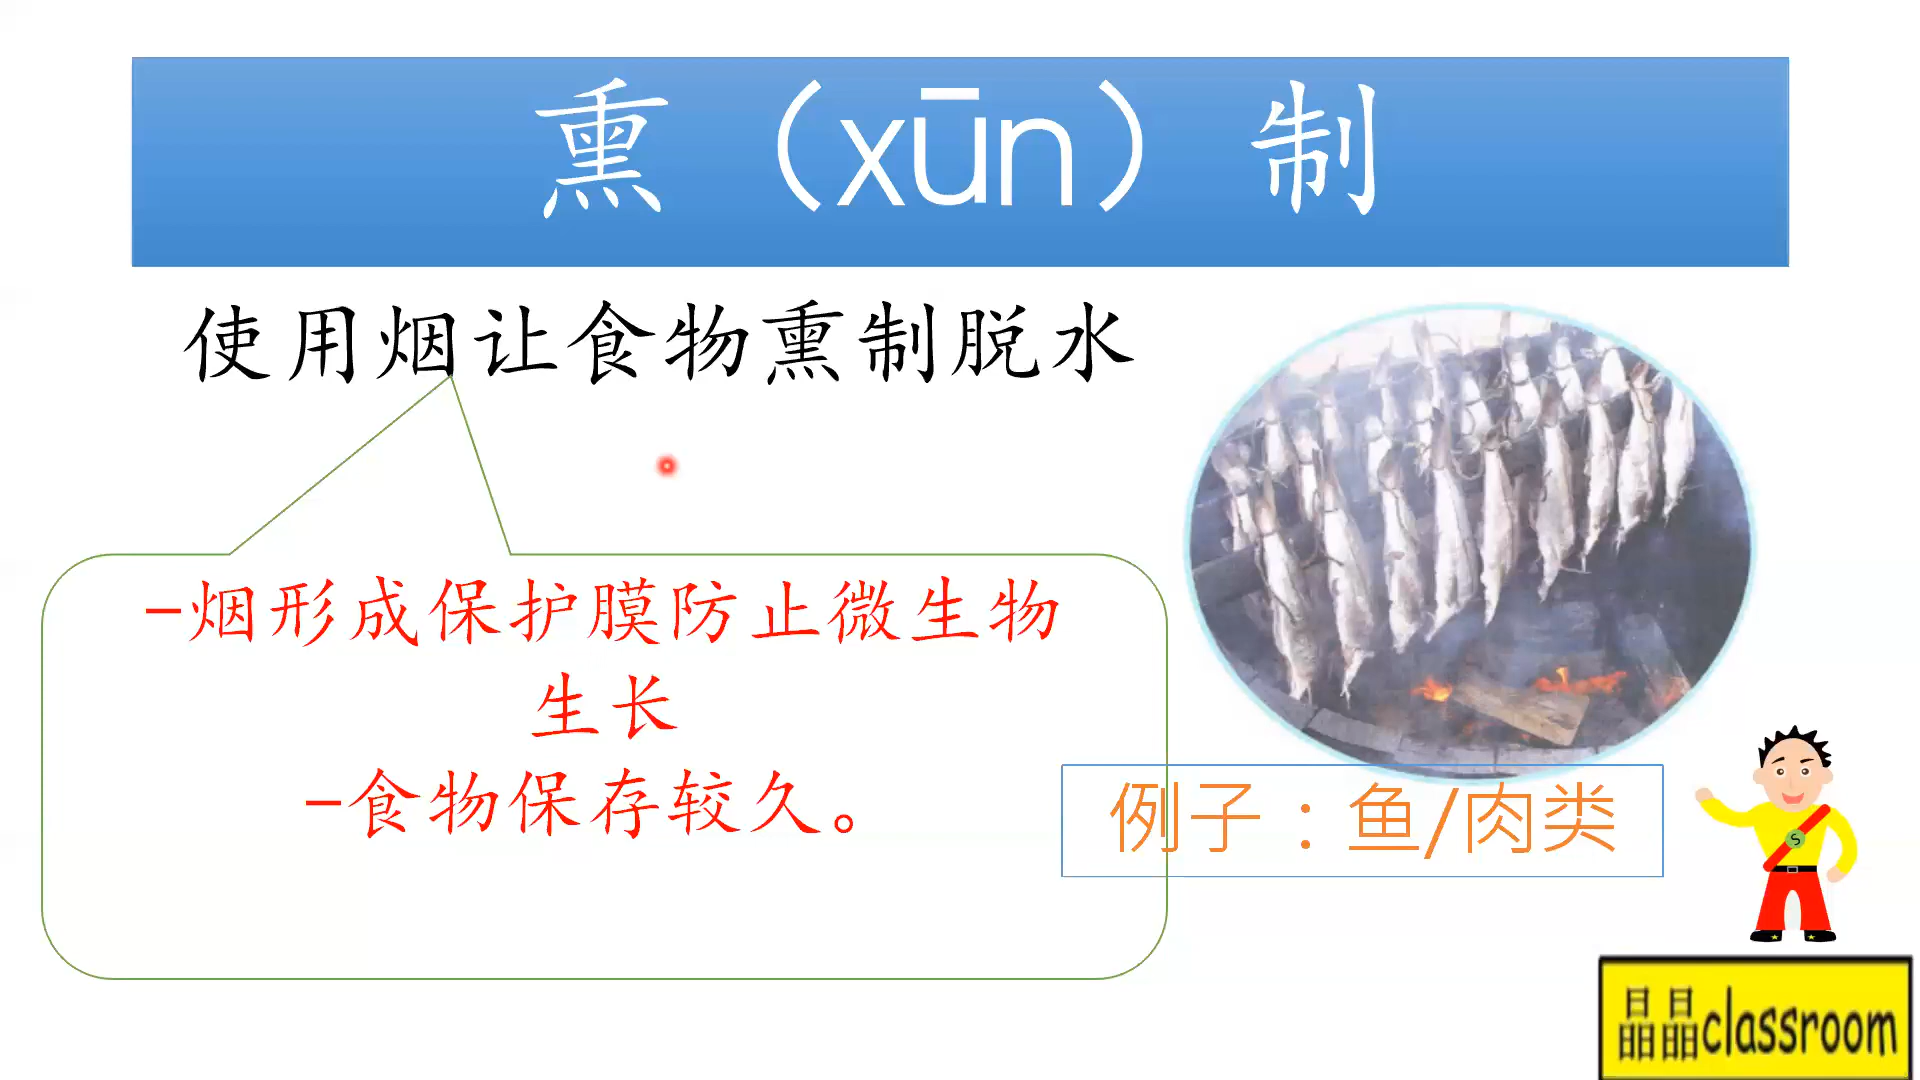 熏（xūn）制
使用烟让食物熏制脱水
-烟形成保护膜防止微生物
生长
-食物保存较久。
例子：鱼/肉类
S
晶晶classroom